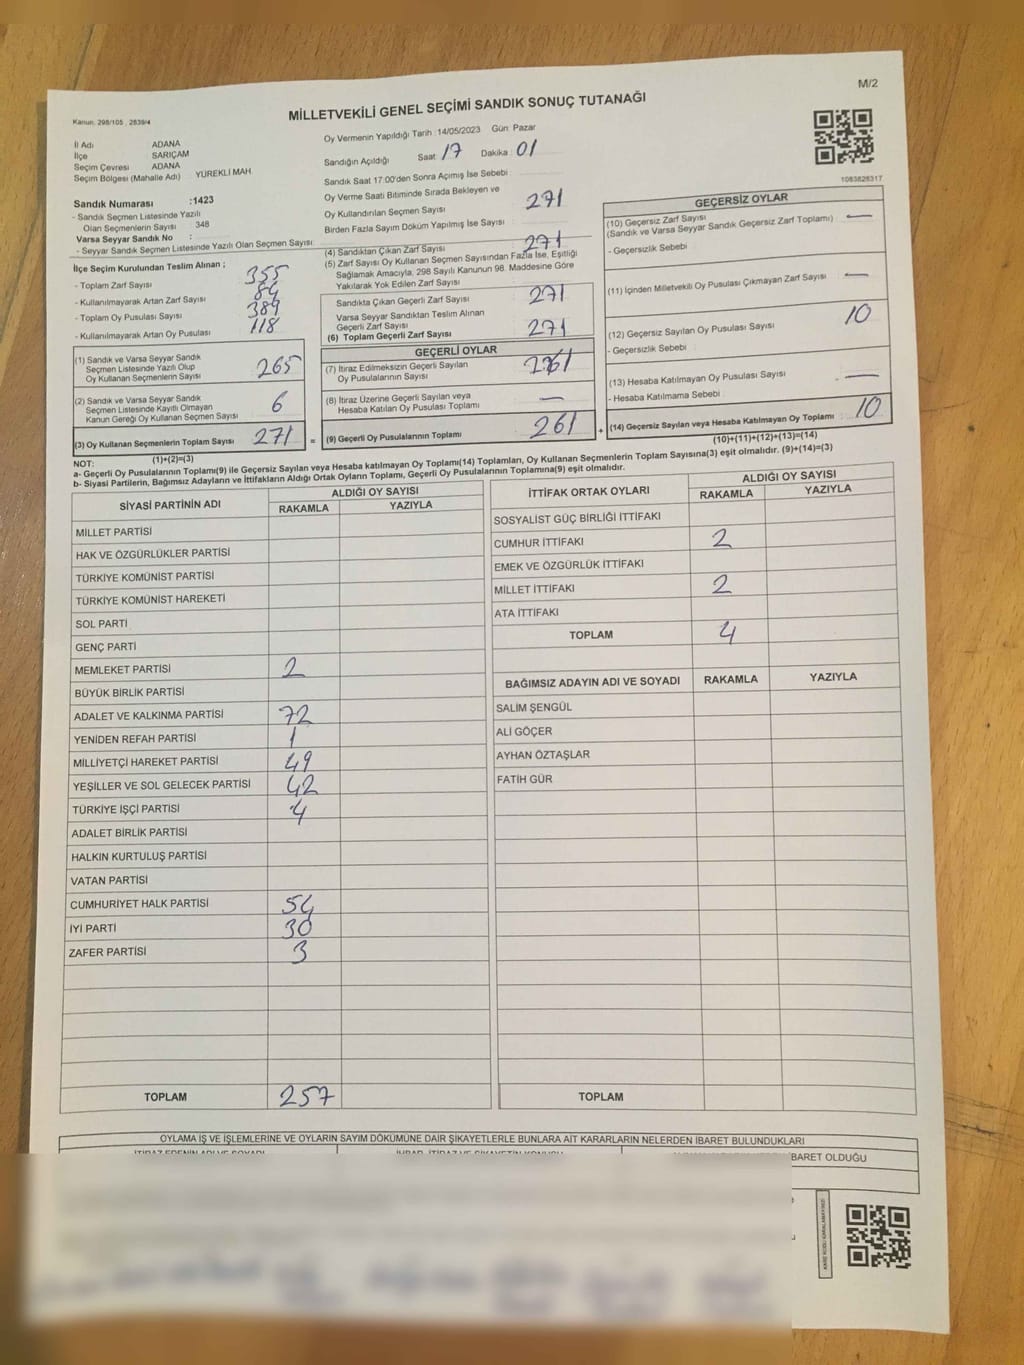 M/2
MİLLETVEKİLİ GENEL SEÇİMİ SANDIK SONUÇ TUTANAĞI
Kanun. 298/105 , 2839/4
İl Adı ADANA
İlçe SARIÇAM
Seçim Çevresi ADANA
Seçim Bölgesi (Mahalle Adı) YÜREKLİ MAH.
Sandık Numarası :1423
- Sandık Seçmen Listesinde Yazılı
Olan Seçmenlerin Sayısı : 348
Varsa Seyyar Sandık No :
- Seyyar Sandık Seçmen Listesinde Yazılı Olan Seçmen Sayısı
Oy Vermenin Yapıldığı Tarih :14/05/2023 Gün: Pazar
Sandığın Açıldığı Saat : 17 Dakika : 01
Sandık Saat 17:00'den Sonra Açımış İse Sebebi
Oy Verme Saati Bitiminde Sırada Bekleyen ve
Oy Kullandırılan Seçmen Sayısı 271
Birden Fazla Sayım Döküm Yapılmış İse Sayısı
1083828317
İlçe Seçim Kurulundan Teslim Alınan ;
- Toplam Zarf Sayısı 355
- Kullanılmayarak Artan Zarf Sayısı 84
- Toplam Oy Pusulası Sayısı 389
- Kullanılmayarak Artan Oy Pusulası 118
(4) Sandıktan Çıkan Zarf Sayısı 271
(5) Zarf Sayısı Oy Kullanan Seçmen Sayısından Fazla İse, Eşitliği
Sağlamak Amacıyla, 298 Sayılı Kanunun 98. Maddesine Göre
Yakılarak Yok Edilen Zarf Sayısı
Sandıkta Çıkan Geçerli Zarf Sayısı 271
Varsa Seyyar Sandıktan Teslim Alınan
Geçerli Zarf Sayısı
(6) Toplam Geçerli Zarf Sayısı 271
GEÇERSİZ OYLAR
(10) Geçersiz Zarf Sayısı —
(Sandık ve Varsa Seyyar Sandık Geçersiz Zarf Toplamı)
- Geçersizlik Sebebi
(11) İçinden Milletvekili Oy Pusulası Çıkmayan Zarf Sayısı —
(12) Geçersiz Sayılan Oy Pusulası Sayısı 10
- Geçersizlik Sebebi
(13) Hesaba Katılmayan Oy Pusulası Sayısı —
- Hesaba Katılmama Sebebi
(14) Geçersiz Sayılan veya Hesaba Katılmayan Oy Toplamı 10
(10)+(11)+(12)+(13)=(14)
(1) Sandık ve Varsa Seyyar Sandık
Seçmen Listesinde Yazılı Olup
Oy Kullanan Seçmenlerin Sayısı 265
(2) Sandık ve Varsa Seyyar Sandık
Seçmen Listesinde Kayıtlı Olmayan
Kanun Gereği Oy Kullanan Seçmen Sayısı 6
(3) Oy Kullanan Seçmenlerin Toplam Sayısı 271 =
(1)+(2)=(3)
GEÇERLİ OYLAR
(7) İtiraz Edilmeksizin Geçerli Sayılan
Oy Pusulalarının Sayısı 261
(8) İtiraz Üzerine Geçerli Sayılan veya
Hesaba Katılan Oy Pusulası Toplamı —
(9) Geçerli Oy Pusulalarının Toplamı 261 +
NOT:
a- Geçerli Oy Pusulalarının Toplamı(9) ile Geçersiz Sayılan veya Hesaba katılmayan Oy Toplamı(14) Toplamları, Oy Kullanan Seçmenlerin Toplam Sayısına(3) eşit olmalıdır. (9)+(14)=(3)
b- Siyasi Partilerin, Bağımsız Adayların ve İttifakların Aldığı Ortak Oyların Toplamı, Geçerli Oy Pusulalarının Toplamına(9) eşit olmalıdır.
SİYASİ PARTİNİN ADI ALDIĞI OY SAYISI
RAKAMLA YAZIYLA
MİLLET PARTİSİ
HAK VE ÖZGÜRLÜKLER PARTİSİ
TÜRKİYE KOMÜNİST PARTİSİ
TÜRKİYE KOMÜNİST HAREKETİ
SOL PARTİ
GENÇ PARTİ
MEMLEKET PARTİSİ 2
BÜYÜK BİRLİK PARTİSİ
ADALET VE KALKINMA PARTİSİ 72
YENİDEN REFAH PARTİSİ 1
MİLLİYETÇİ HAREKET PARTİSİ 49
YEŞİLLER VE SOL GELECEK PARTİSİ 42
TÜRKİYE İŞÇİ PARTİSİ 4
ADALET BİRLİK PARTİSİ
HALKIN KURTULUŞ PARTİSİ
VATAN PARTİSİ
CUMHURİYET HALK PARTİSİ 54
İYİ PARTİ 30
ZAFER PARTİSİ 3
TOPLAM 257
İTTİFAK ORTAK OYLARI ALDIĞI OY SAYISI
RAKAMLA YAZIYLA
SOSYALİST GÜÇ BİRLİĞİ İTTİFAKI
CUMHUR İTTİFAKI 2
EMEK VE ÖZGÜRLÜK İTTİFAKI
MİLLET İTTİFAKI 2
ATA İTTİFAKI
TOPLAM 4
BAĞIMSIZ ADAYIN ADI VE SOYADI RAKAMLA YAZIYLA
SALİM ŞENGÜL
ALİ GÖÇER
AYHAN ÖZTAŞLAR
FATİH GÜR
TOPLAM
OYLAMA İŞ VE İŞLEMLERİNE VE OYLARIN SAYIM DÖKÜMÜNE DAİR ŞİKAYETLERLE BUNLARA AİT KARARLARIN NELERDEN İBARET BULUNDUKLARI
BARET OLDUĞU